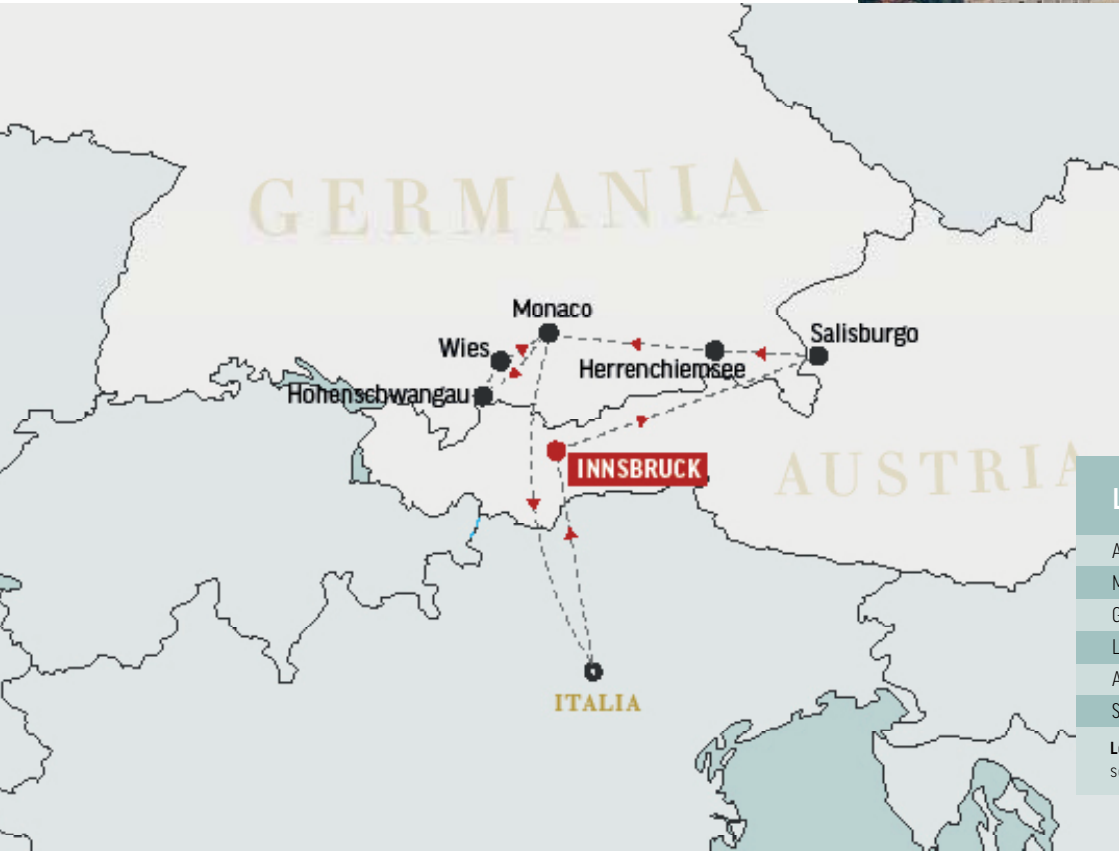 GERMANIA
Monaco
Wies
Salisburgo
Herrenchiemsee
Hohenschwangau
INNSBRUCK
AUSTRIA
ITALIA
L
A
M
G
L
A
S